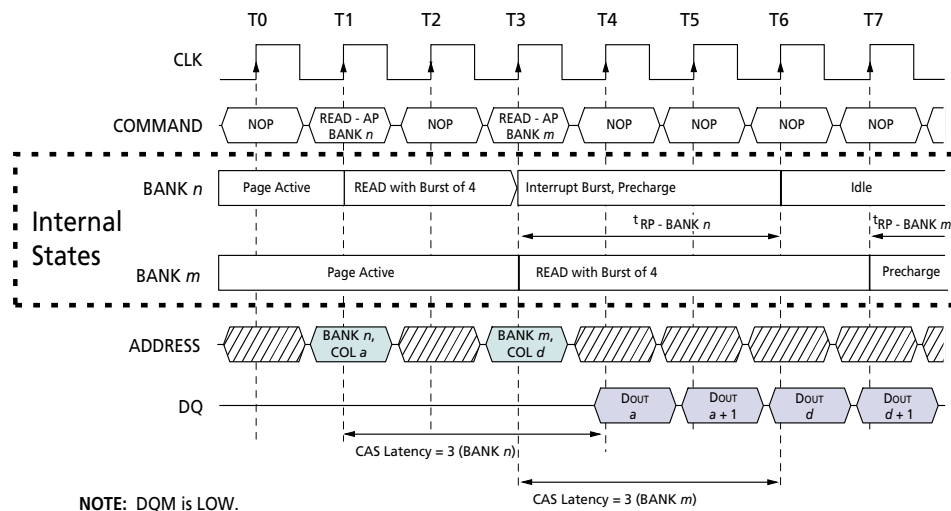 T0 T1 T2 T3 T4 T5 T6 T7
CLK
COMMAND
NOP
READ - AP
BANK n
NOP
READ - AP
BANK m
NOP
NOP
NOP
NOP
Internal
States
BANK n
Page Active
READ with Burst of 4
Interrupt Burst, Precharge
Idle
tRP - BANK n
tRP - BANK m
BANK m
Page Active
READ with Burst of 4
Precharge
ADDRESS
BANK n,
COL a
BANK m,
COL d
DQ
DOUT
a
DOUT
a + 1
DOUT
d
DOUT
d + 1
CAS Latency = 3 (BANK n)
CAS Latency = 3 (BANK m)
NOTE: DQM is LOW.